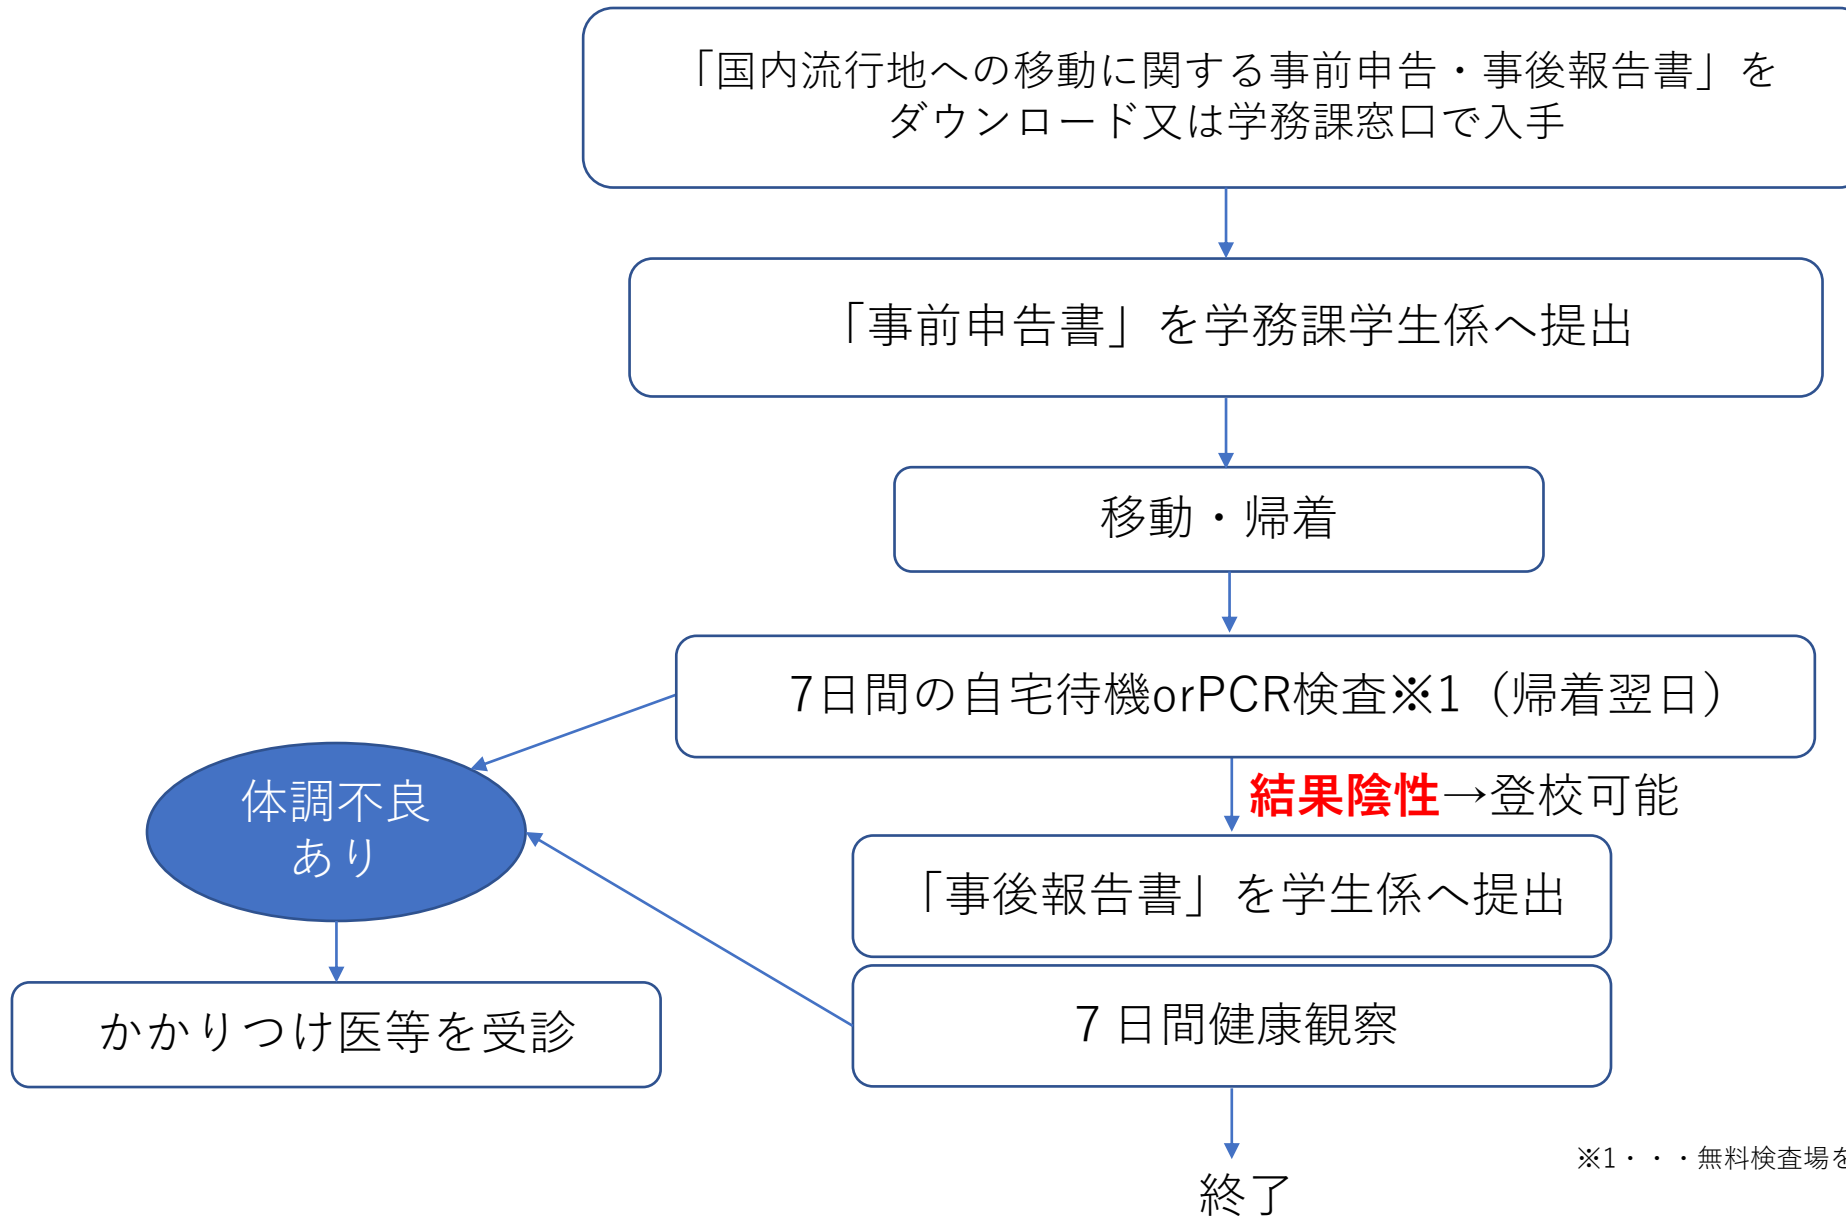 「国内流行地への移動に関する事前申告・事後報告書」を
ダウンロード又は学務課窓口で入手
「事前申告書」を学務課学生係へ提出
移動・帰着
7日間の自宅待機orPCR検査※1（帰着翌日）
結果陰性→登校可能
体調不良
あり
「事後報告書」を学生係へ提出
かかりつけ医等を受診
７日間健康観察
※1・・・無料検査場を
終了